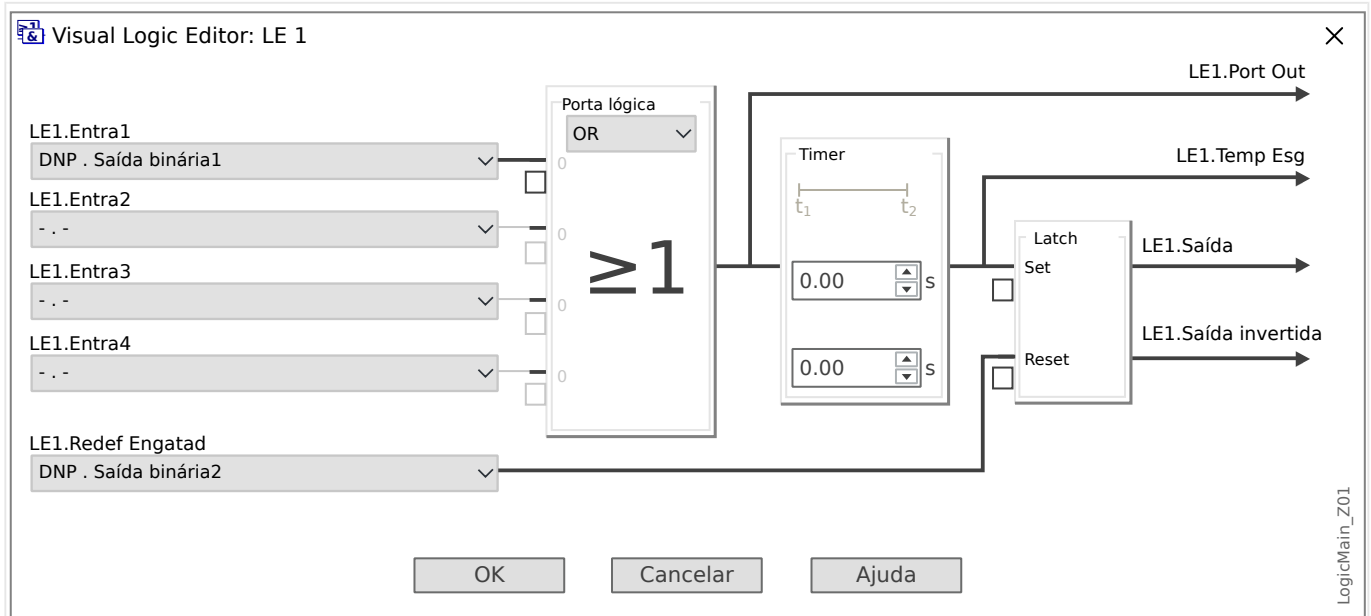 ≥1
&
Visual Logic Editor: LE 1
LE1.Port Out
Porta lógica
OR
LE1.Entra1
DNP . Saída binária1
0
Timer
LE1.Temp Esg
LE1.Entra2
- . -
0
t1
t2
≥1
Latch
LE1.Saída
LE1.Entra3
- . -
0
0.00
s
Set
LE1.Saída invertida
LE1.Entra4
- . -
0
0.00
s
Reset
LE1.Redef Engatad
DNP . Saída binária2
OK
Cancelar
Ajuda
LogicMain_Z01